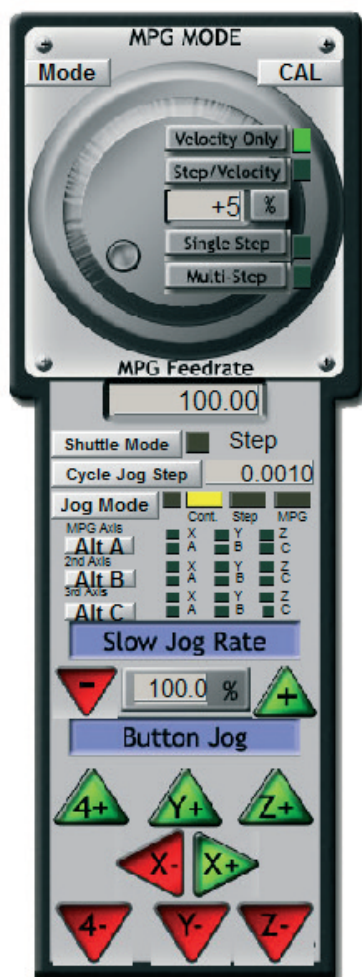 MPG MODE
Mode CAL
Velocity Only
Step/Velocity
+5 %
Single Step
Multi-Step
MPG Feedrate
100.00
Shuttle Mode Step
Cycle Jog Step 0.0010
Jog Mode
Cont. Step MPG
MPG Axis X Y Z
Alt A A B C
2nd Axis X Y Z
Alt B A B C
3rd Axis X Y Z
Alt C A B C
Slow Jog Rate
- 100.0 % +
Button Jog
4+ Y+ Z+
X- X+
4- Y- Z-